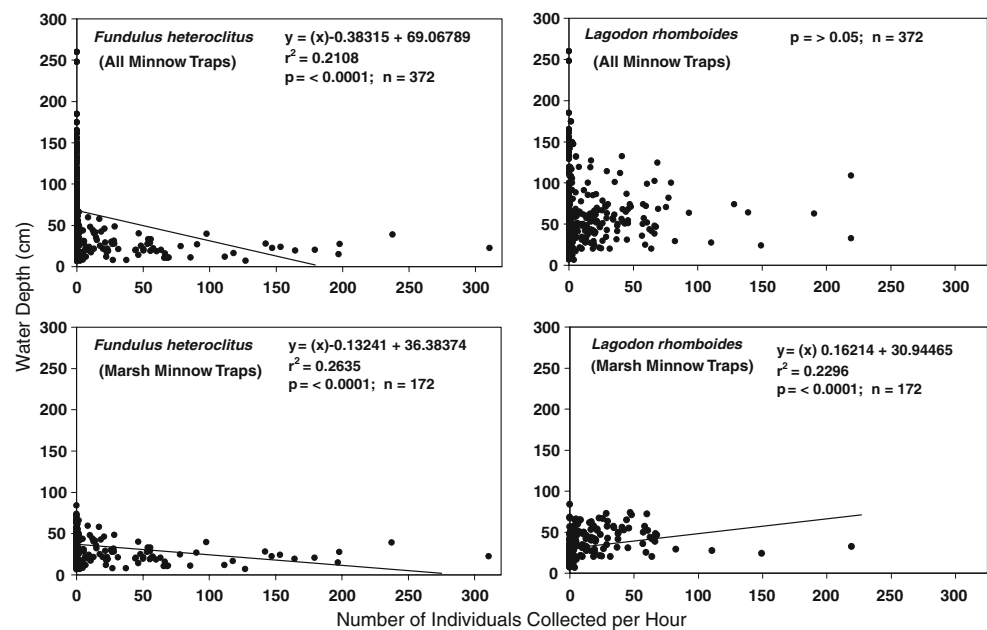 Fundulus heteroclitus
(All Minnow Traps)
y = (x)-0.38315 + 69.06789
r² = 0.2108
p = < 0.0001; n = 372
300
250
200
150
100
50
0
0 50 100 150 200 250 300
Lagodon rhomboides
(All Minnow Traps)
p = > 0.05; n = 372
300
250
200
150
100
50
0
0 50 100 150 200 250 300
Water Depth (cm)
Fundulus heteroclitus
(Marsh Minnow Traps)
y = (x)-0.13241 + 36.38374
r² = 0.2635
p = < 0.0001; n = 172
300
250
200
150
100
50
0
0 50 100 150 200 250 300
Lagodon rhomboides
(Marsh Minnow Traps)
y = (x) 0.16214 + 30.94465
r² = 0.2296
p = < 0.0001; n = 172
300
250
200
150
100
50
0
0 50 100 150 200 250 300
Number of Individuals Collected per Hour